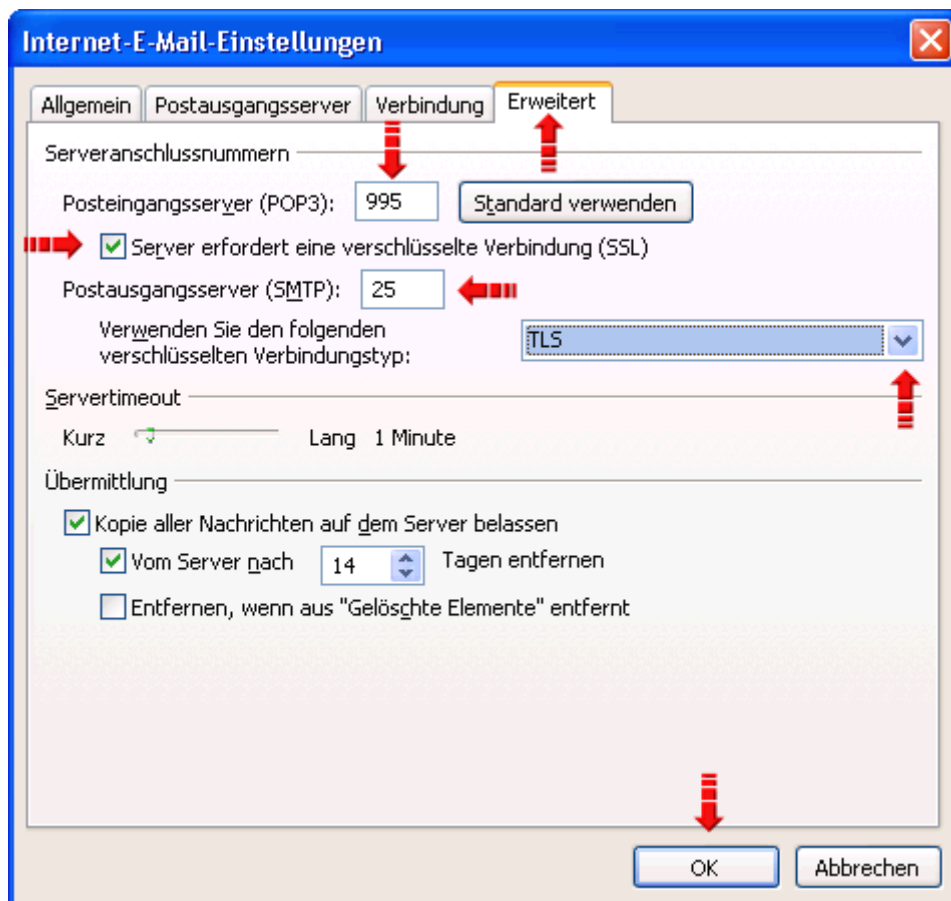 Internet-E-Mail-Einstellungen
Allgemein Postausgangsserver Verbindung Erweitert
Serveranschlussnummern
Posteingangsserver (POP3): 995 Standard verwenden
Server erfordert eine verschlüsselte Verbindung (SSL)
Postausgangsserver (SMTP): 25
Verwenden Sie den folgenden
verschlüsselten Verbindungstyp: TLS
Servertimeout
Kurz Lang 1 Minute
Übermittlung
Kopie aller Nachrichten auf dem Server belassen
Vom Server nach 14 Tagen entfernen
Entfernen, wenn aus "Gelöschte Elemente" entfernt
OK Abbrechen